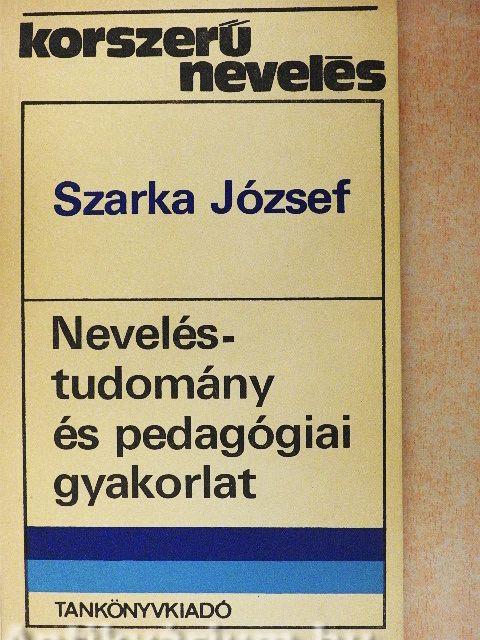 korszerű
nevelés
Szarka József
Nevelés-
tudomány
és pedagógiai
gyakorlat
TANKÖNYVKIADÓ